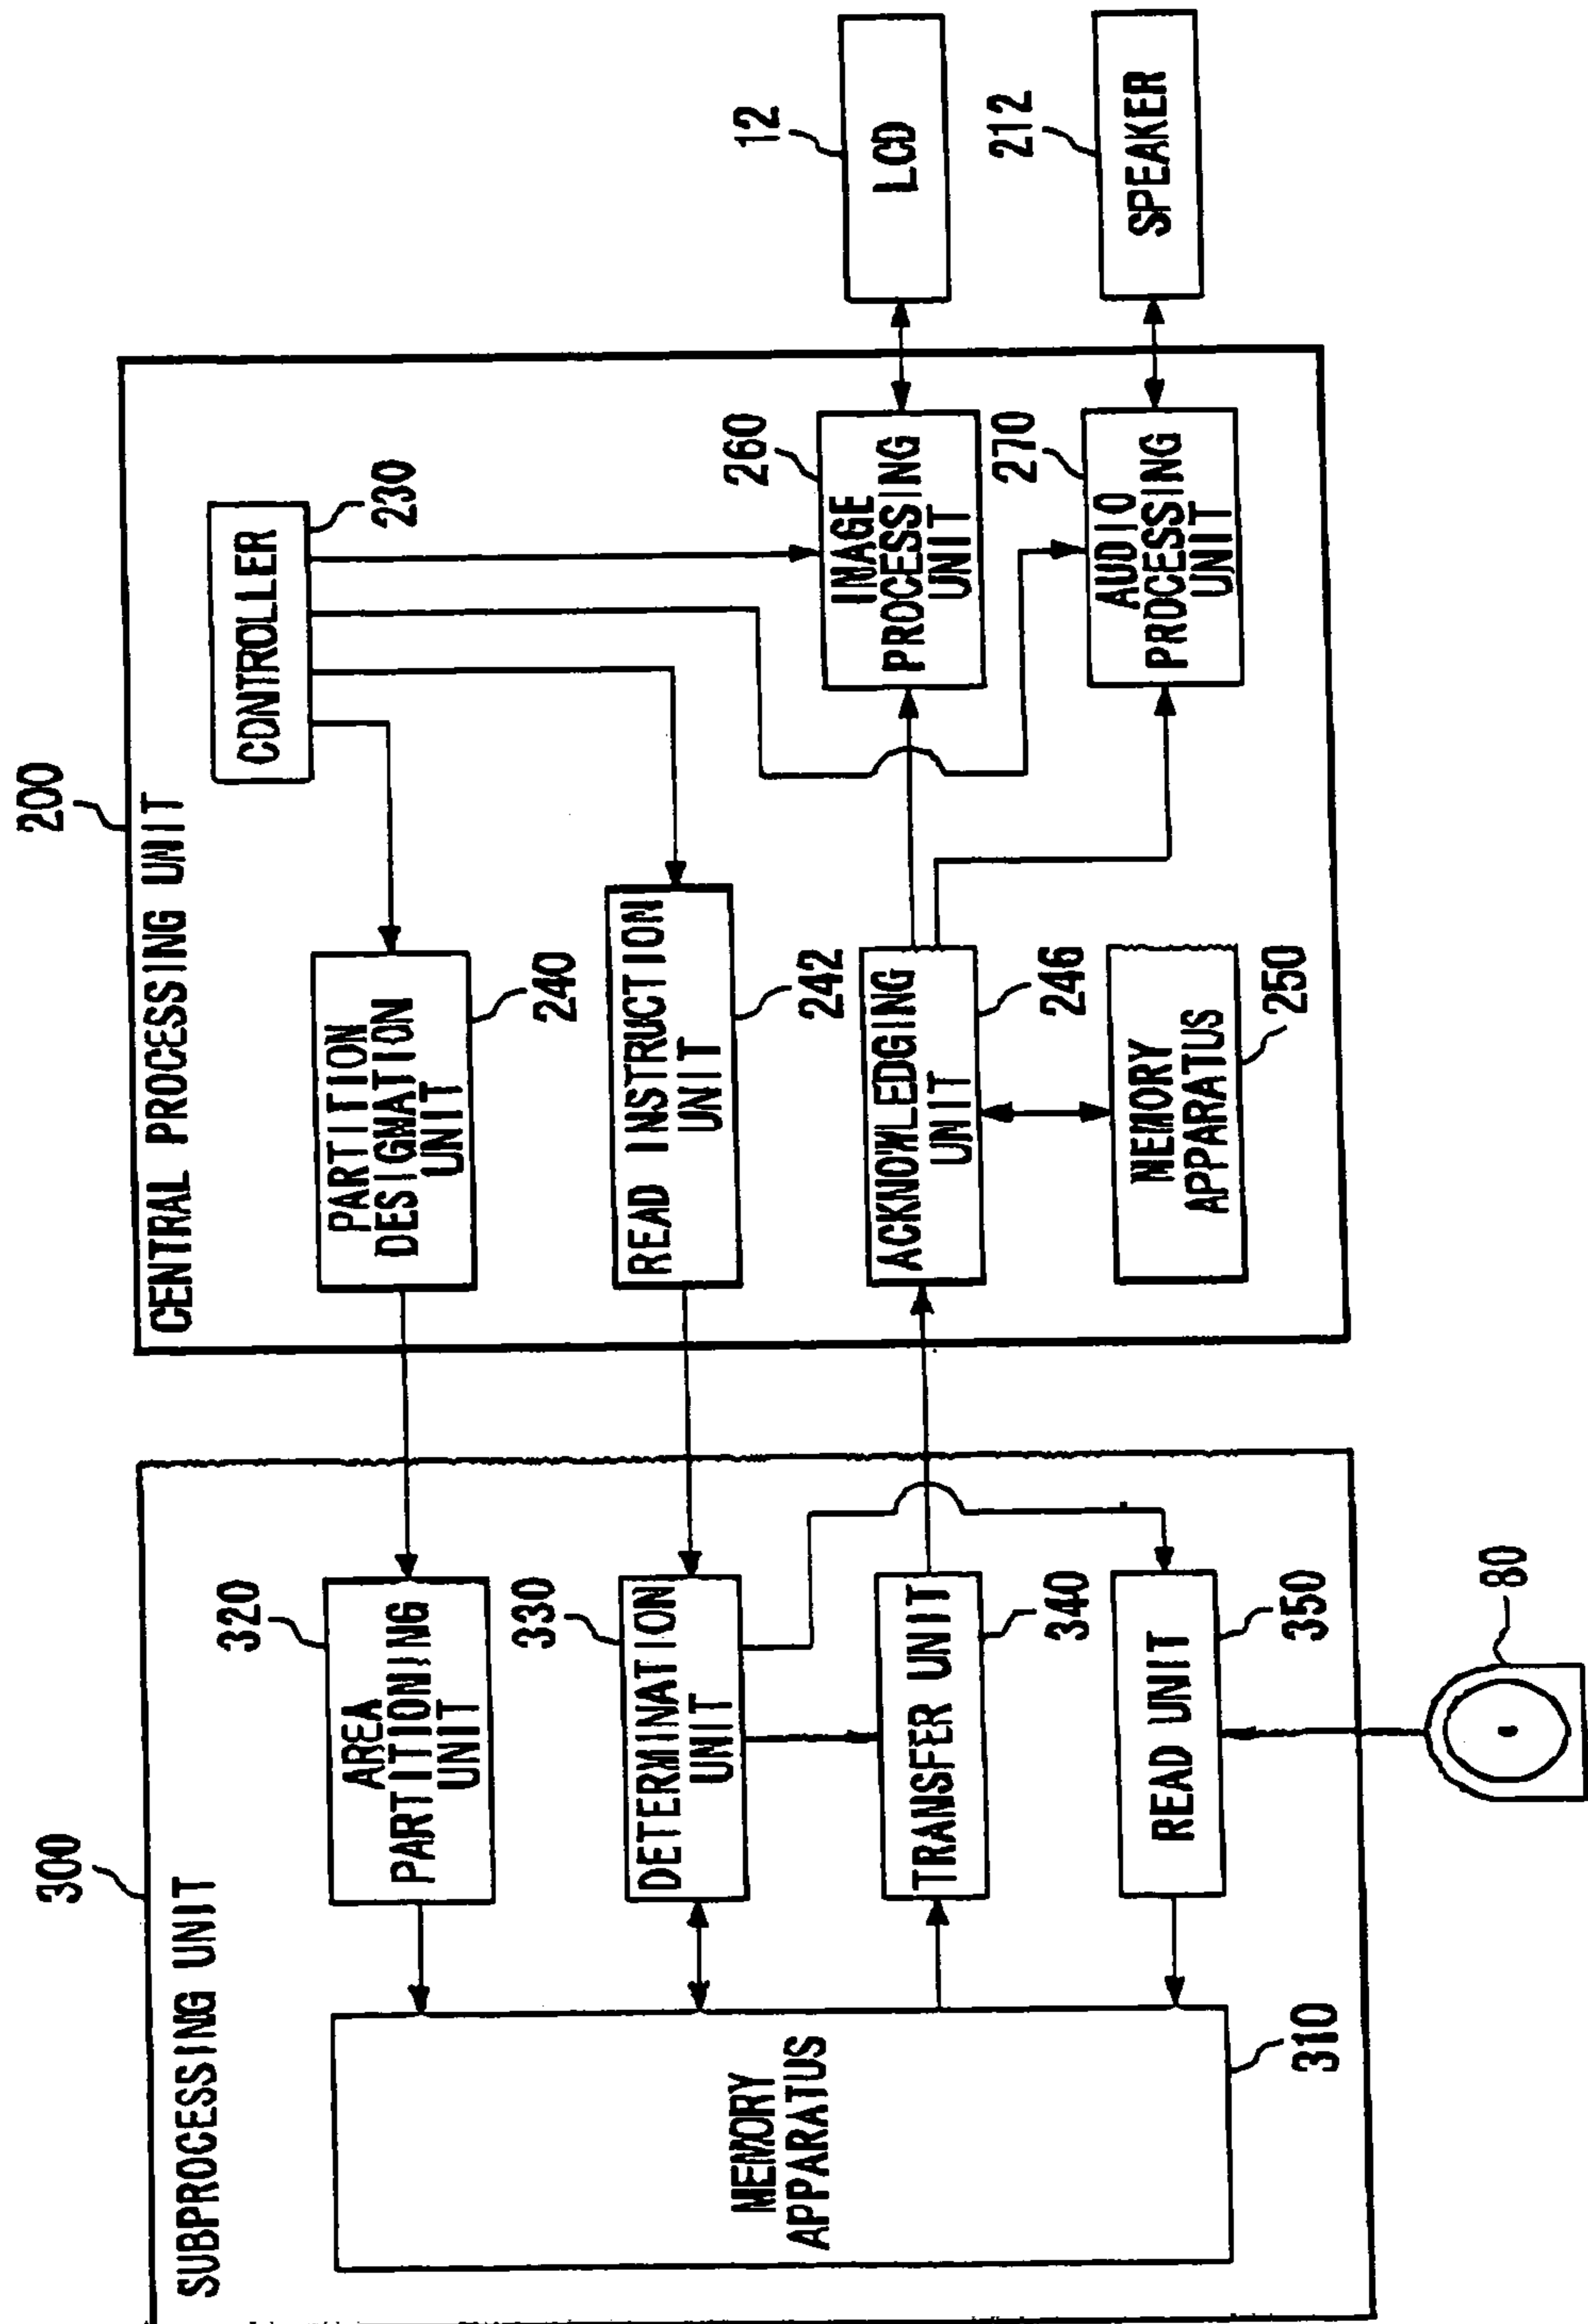 300
SUBPROCESSING UNIT
MEMORY
APPARATUS
310
320
AREA
PARTITIONING
UNIT
330
DETERMINATION
UNIT
TRANSFER UNIT
340
READ UNIT
350
80
200
CENTRAL PROCESSING UNIT
CONTROLLER
230
PARTITION
DESIGMATION
UNIT
240
READ INSTRUCTION
UNIT
242
ACKNOWLEDGING
UNIT
246
MEMORY
APPARATUS
250
260
IMAGE
PROCESSING
UNIT
270
AUDIO
PROCESSING
UNIT
12
LCD
212
SPEAKER